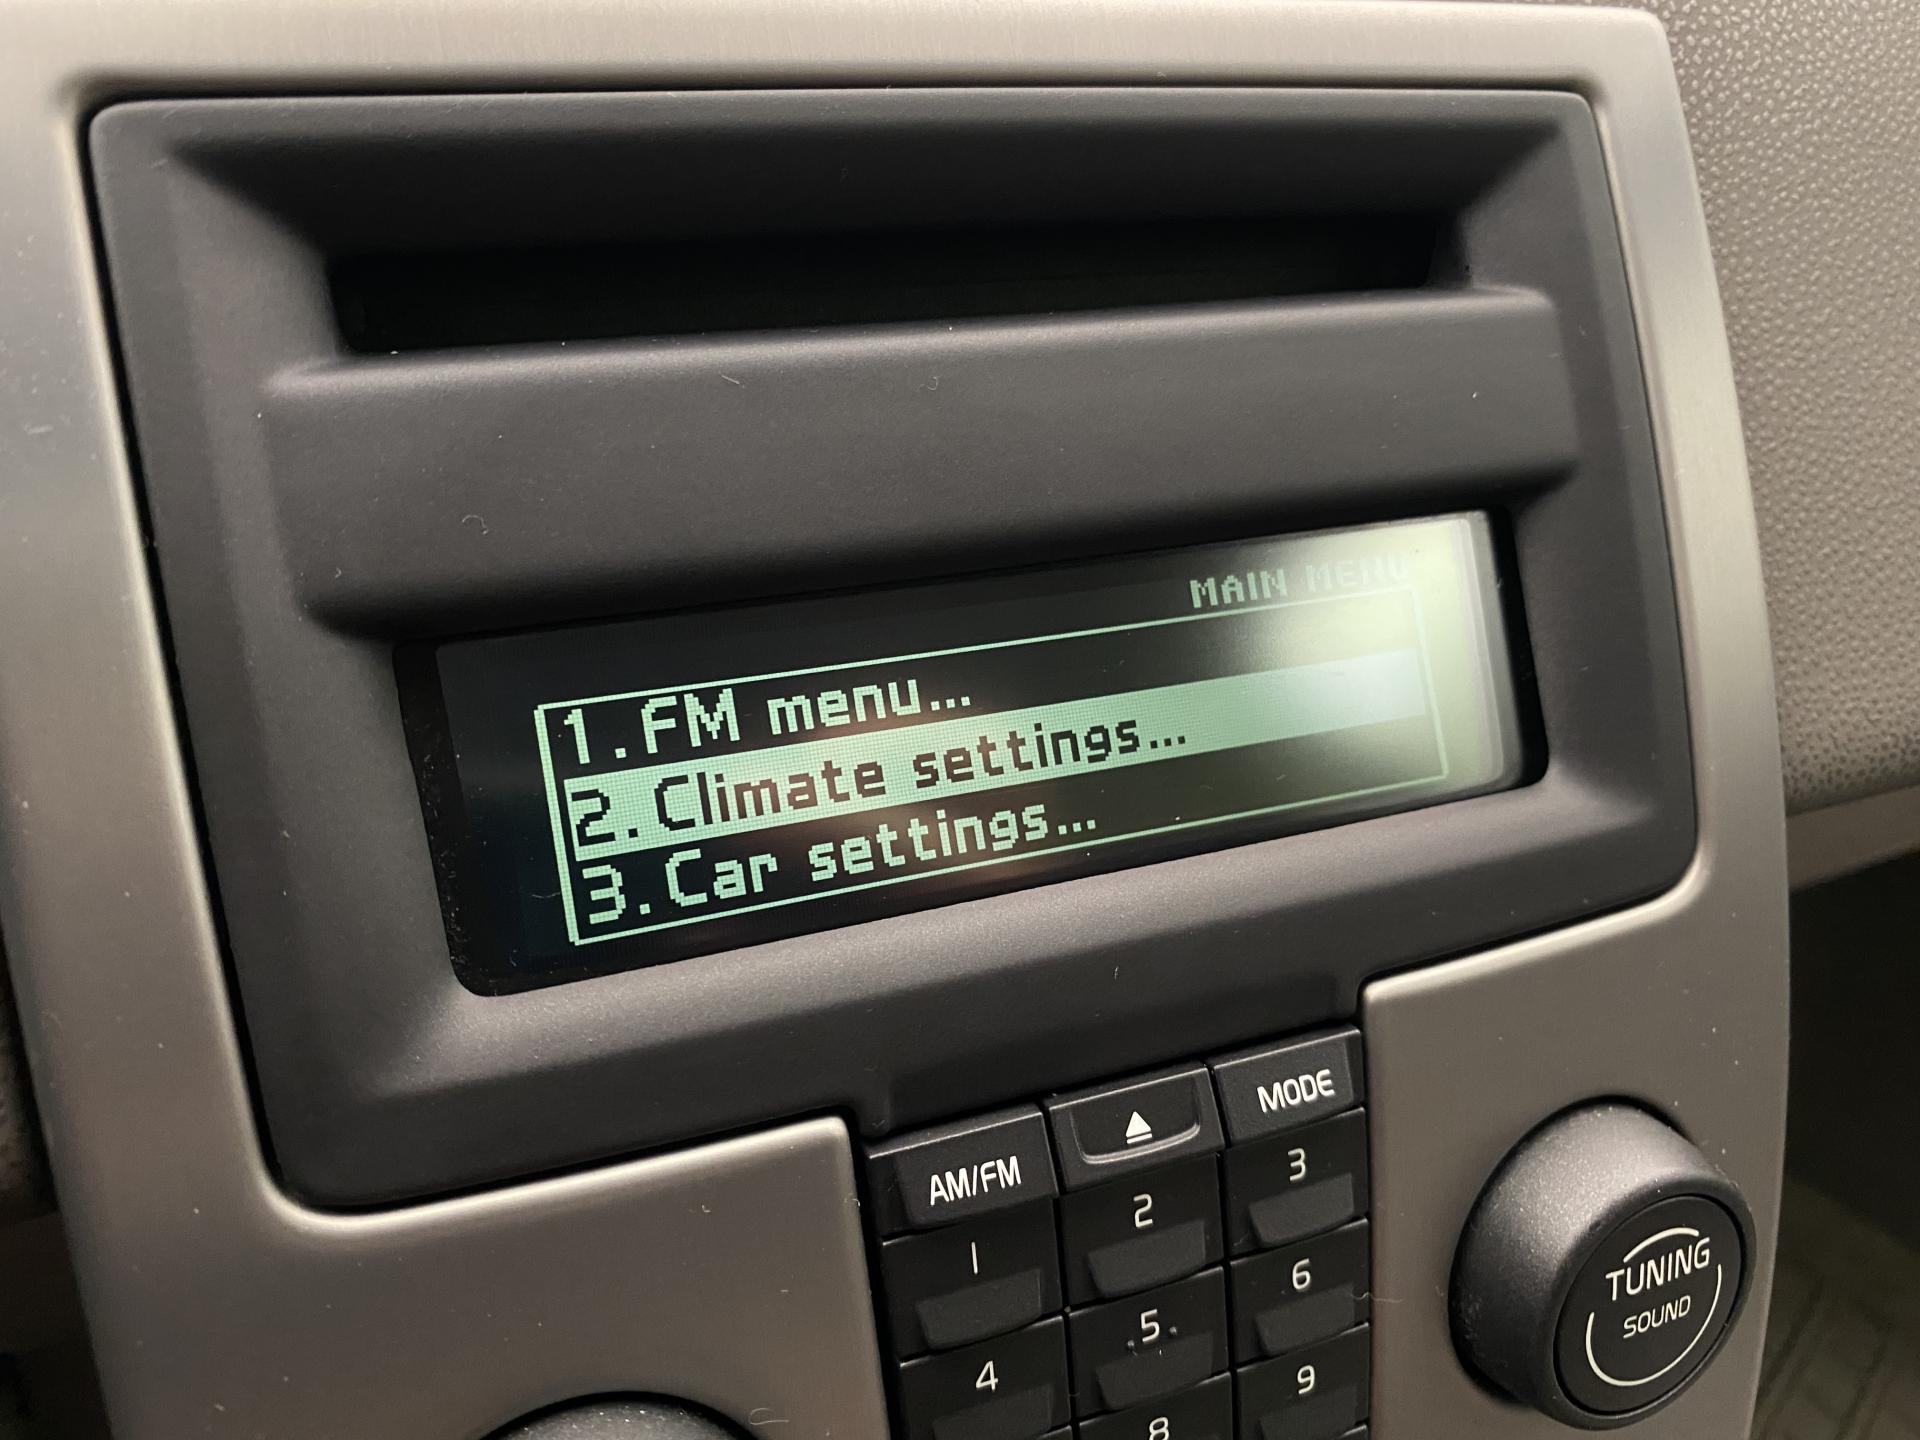 MAIN MENU
1. FM menu...
2. Climate settings...
3. Car settings...
AM/FM
MODE
1
2
3
4
5
6
8
9
TUNING
SOUND